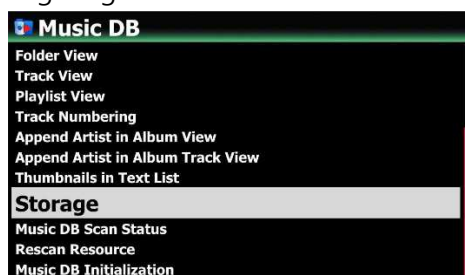 Music DB
Folder View
Track View
Playlist View
Track Numbering
Append Artist in Album View
Append Artist in Album Track View
Thumbnails in Text List
Storage
Music DB Scan Status
Rescan Resource
Music DB Initialization